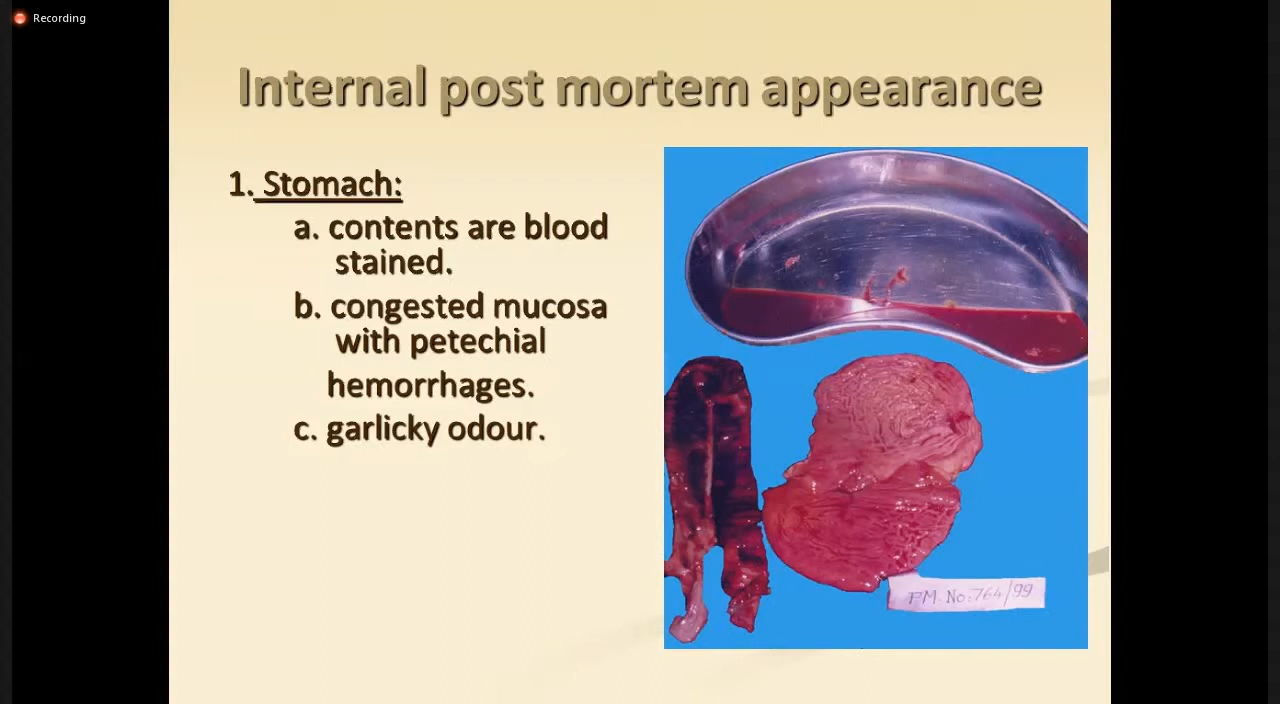 Recording
Internal post mortem appearance
1. Stomach:
a. contents are blood
stained.
b. congested mucosa
with petechial
hemorrhages.
c. garlicky odour.
PM-No:764/99